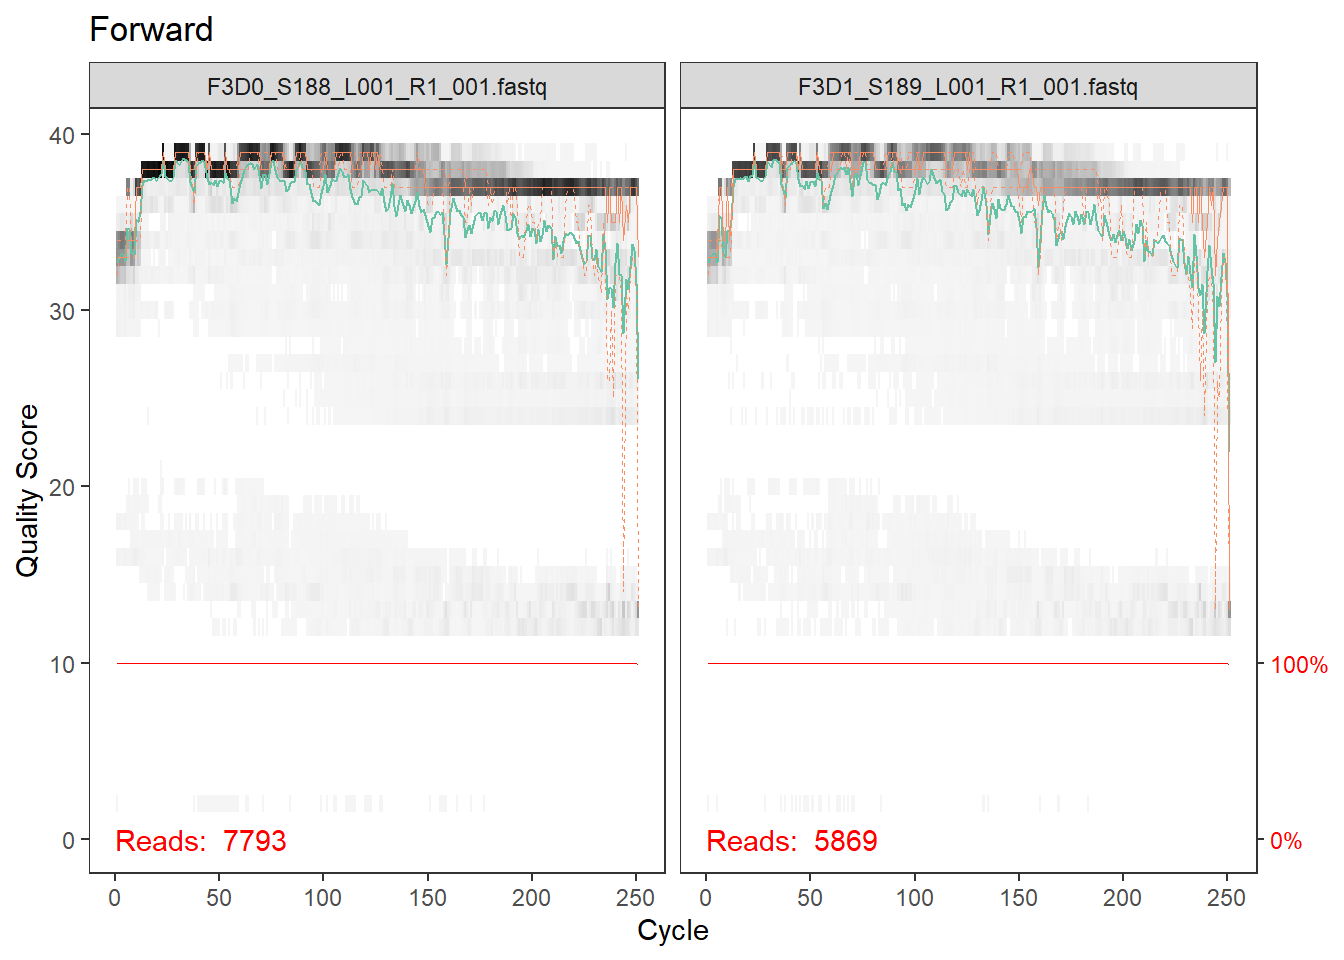 Forward
F3D0_S188_L001_R1_001.fastq
F3D1_S189_L001_R1_001.fastq
Quality Score
40
30
20
10
0
100%
0%
Reads: 7793
Reads: 5869
0 50 100 150 200 250
0 50 100 150 200 250
Cycle